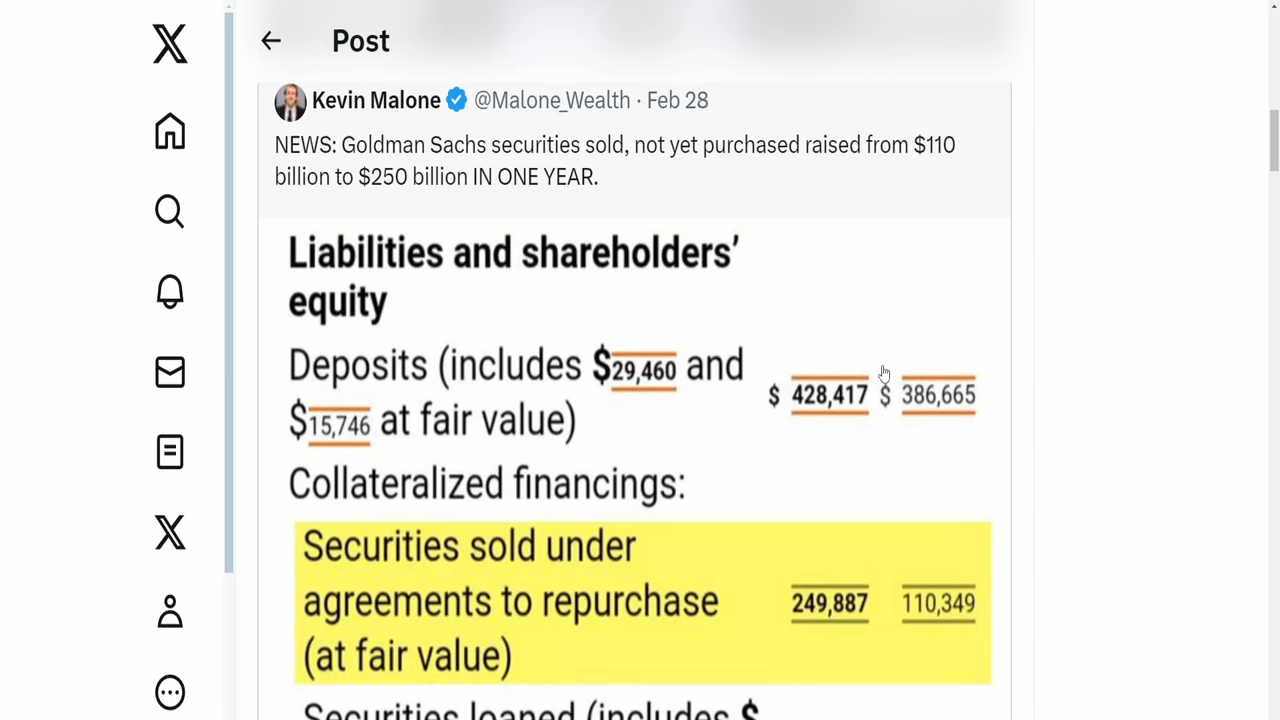 Post
Kevin Malone @Malone_Wealth · Feb 28
NEWS: Goldman Sachs securities sold, not yet purchased raised from $110
billion to $250 billion IN ONE YEAR.
Liabilities and shareholders’
equity
Deposits (includes $29,460 and
$15,746 at fair value)
$ 428,417 $ 386,665
Collateralized financings:
Securities sold under
agreements to repurchase
(at fair value)
249,887 110,349
Securities loaned (includes $